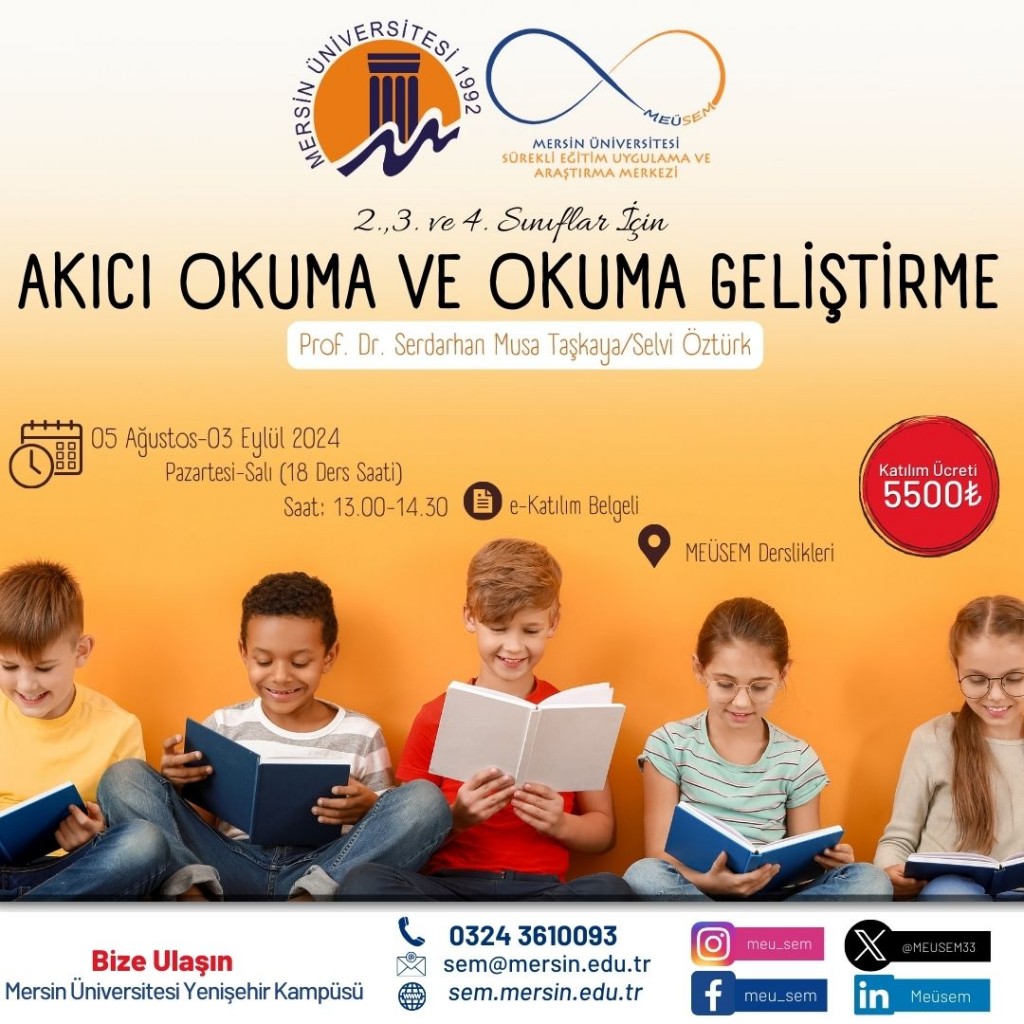 MERSİN ÜNİVERSİTESİ 1992
MEÜSEM
MERSİN ÜNİVERSİTESİ
SÜREKLİ EĞİTİM UYGULAMA VE
ARAŞTIRMA MERKEZİ
2.,3. ve 4. Sınıflar İçin
AKICI OKUMA VE OKUMA GELİŞTİRME
Prof. Dr. Serdarhan Musa Taşkaya/Selvi Öztürk
05 Ağustos-03 Eylül 2024
Pazartesi-Salı (18 Ders Saati)
Saat: 13.00-14.30
e-Katılım Belgeli
MEÜSEM Derslikleri
Katılım Ücreti
5500₺
Bize Ulaşın
Mersin Üniversitesi Yenişehir Kampüsü
0324 3610093
sem@mersin.edu.tr
sem.mersin.edu.tr
meu_sem
@MEUSEM33
meu_sem
Meüsem